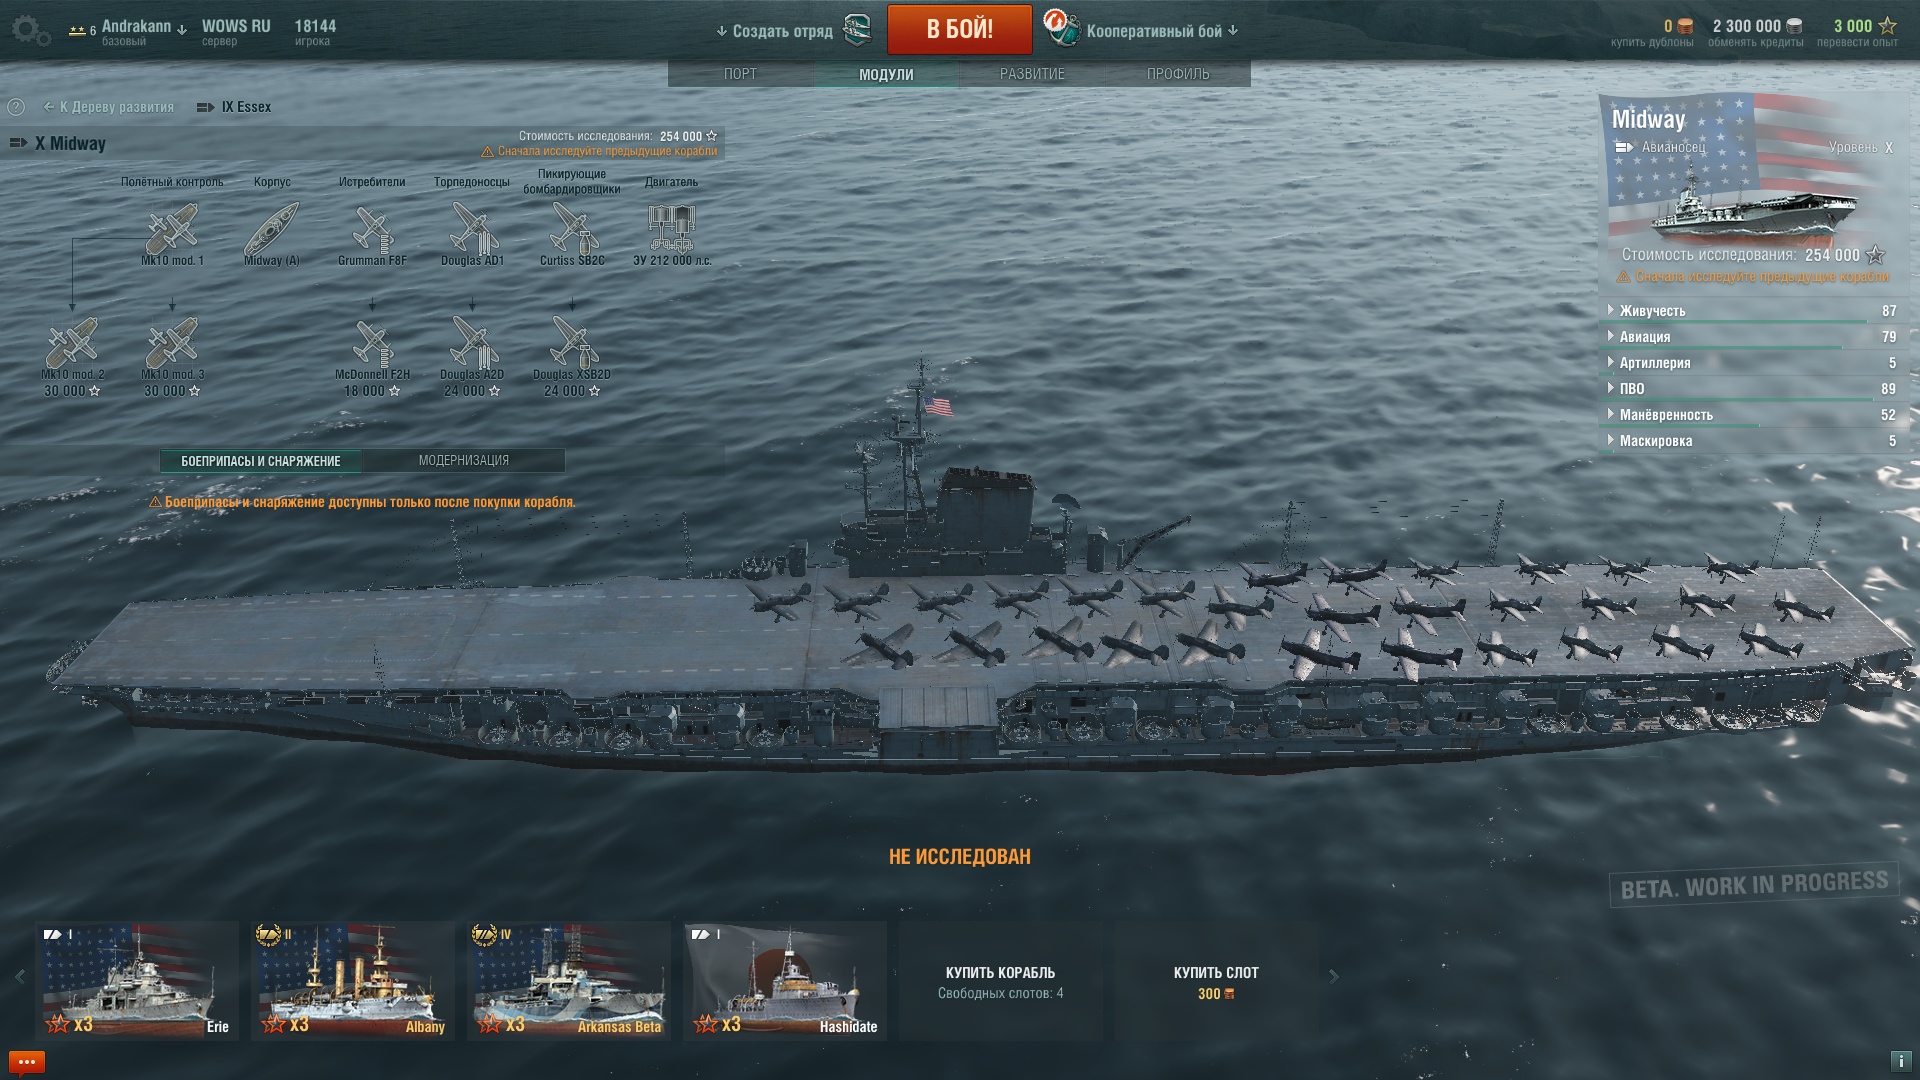 6 Andrakann
базовый
WOWS RU
сервер
18144
игрока
Создать отряд
В БОЙ!
Кооперативный бой
0
купить дублоны
2 300 000
обменять кредиты
3 000
перевести опыт
ПОРТ
МОДУЛИ
РАЗВИТИЕ
ПРОФИЛЬ
? ← К Дереву развития
IX Essex
X Midway
Стоимость исследования: 254 000
Сначала исследуйте предыдущие корабли
Полётный контроль
Корпус
Истребители
Торпедоносцы
Пикирующие
бомбардировщики
Двигатель
Mk10 mod. 1
Midway (A)
Grumman F8F
Douglas AD1
Curtiss SB2C
ЭУ 212 000 л.с.
Mk10 mod. 2
30 000
Mk10 mod. 3
30 000
McDonnell F2H
18 000
Douglas A2D
24 000
Douglas XSB2D
24 000
БОЕПРИПАСЫ И СНАРЯЖЕНИЕ
МОДЕРНИЗАЦИЯ
Боеприпасы и снаряжение доступны только после покупки корабля.
Midway
Авианосец
Уровень X
Стоимость исследования: 254 000
Сначала исследуйте предыдущие корабли
Живучесть 87
Авиация 79
Артиллерия 5
ПВО 89
Манёвренность 52
Маскировка 5
НЕ ИССЛЕДОВАН
BETA. WORK IN PROGRESS
I
x3
Erie
II
x3
Albany
IV
x3
Arkansas Beta
I
x3
Hashidate
КУПИТЬ КОРАБЛЬ
Свободных слотов: 4
КУПИТЬ СЛОТ
300
i